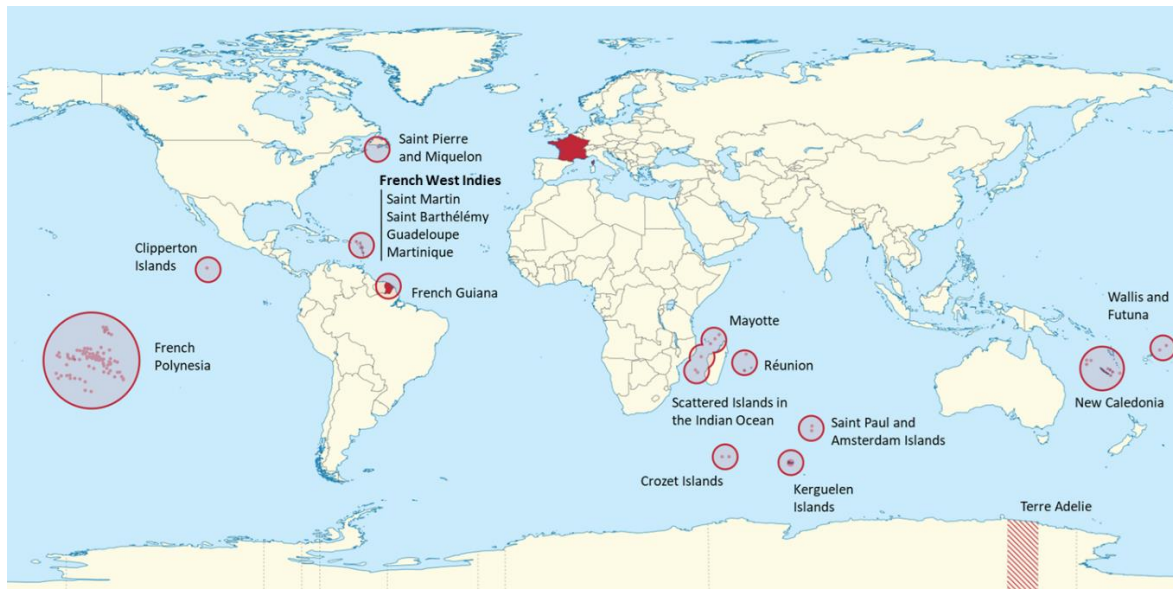 Saint Pierre
and Miquelon
French West Indies
Saint Martin
Saint Barthélémy
Guadeloupe
Martinique
Clipperton
Islands
French Guiana
French
Polynesia
Mayotte
Réunion
Scattered Islands in
the Indian Ocean
Wallis and
Futuna
New Caledonia
Saint Paul and
Amsterdam Islands
Crozet Islands
Kerguelen
Islands
Terre Adelie